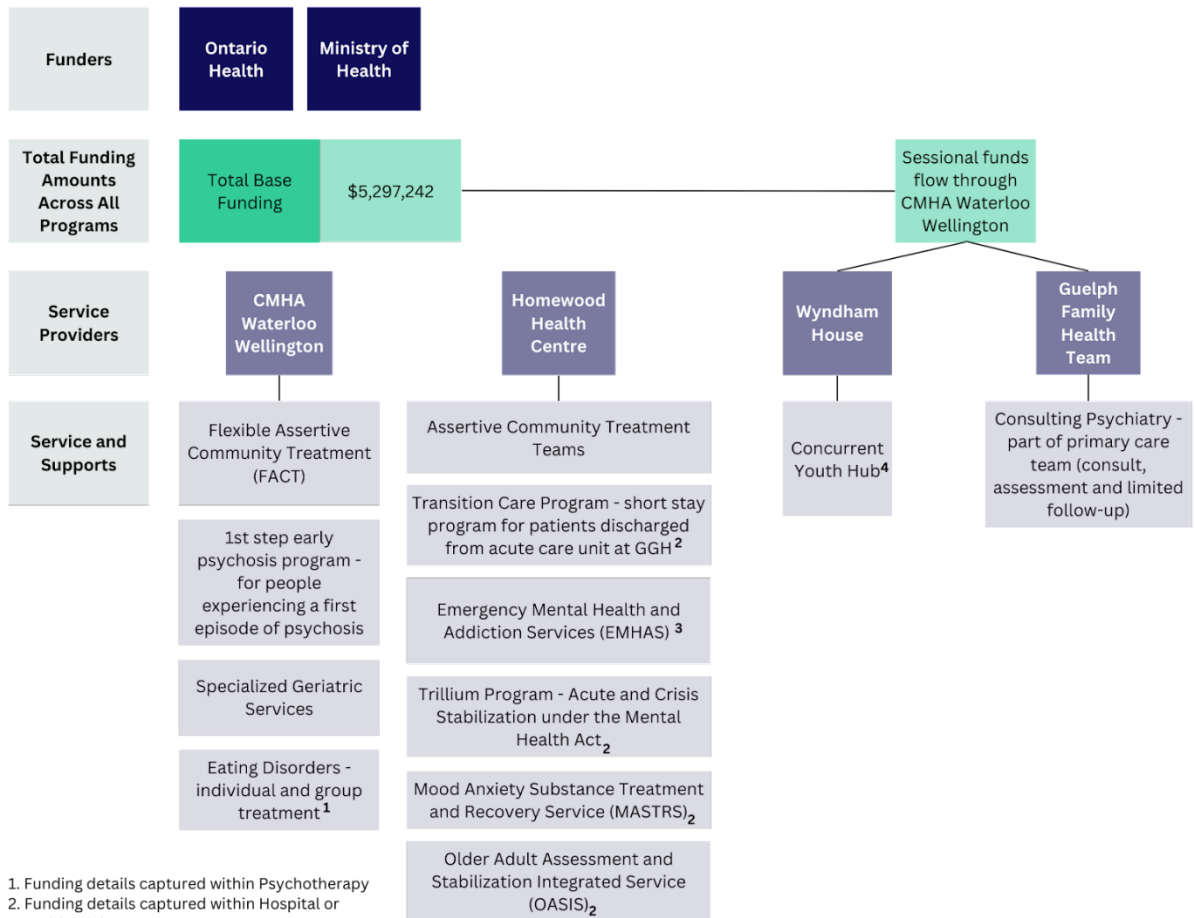 Funders
Ontario
Health
Ministry of
Health
Total Funding
Amounts
Across All
Programs
Total Base
Funding
$5,297,242
Sessional funds
flow through
CMHA Waterloo
Wellington
Service
Providers
CMHA
Waterloo
Wellington
Homewood
Health
Centre
Wyndham
House
Guelph
Family
Health
Team
Service and
Supports
Flexible Assertive
Community Treatment
(FACT)
1st step early
psychosis program -
for people
experiencing a first
episode of psychosis
Specialized Geriatric
Services
Eating Disorders -
individual and group
treatment 1
Assertive Community Treatment
Teams
Transition Care Program - short stay
program for patients discharged
from acute care unit at GGH 2
Emergency Mental Health and
Addiction Services (EMHAS) 3
Trillium Program - Acute and Crisis
Stabilization under the Mental
Health Act 2
Mood Anxiety Substance Treatment
and Recovery Service (MASTRS) 2
Older Adult Assessment and
Stabilization Integrated Service
(OASIS) 2
Concurrent
Youth Hub 4
Consulting Psychiatry -
part of primary care
team (consult,
assessment and limited
follow-up)
1. Funding details captured within Psychotherapy
2. Funding details captured within Hospital or